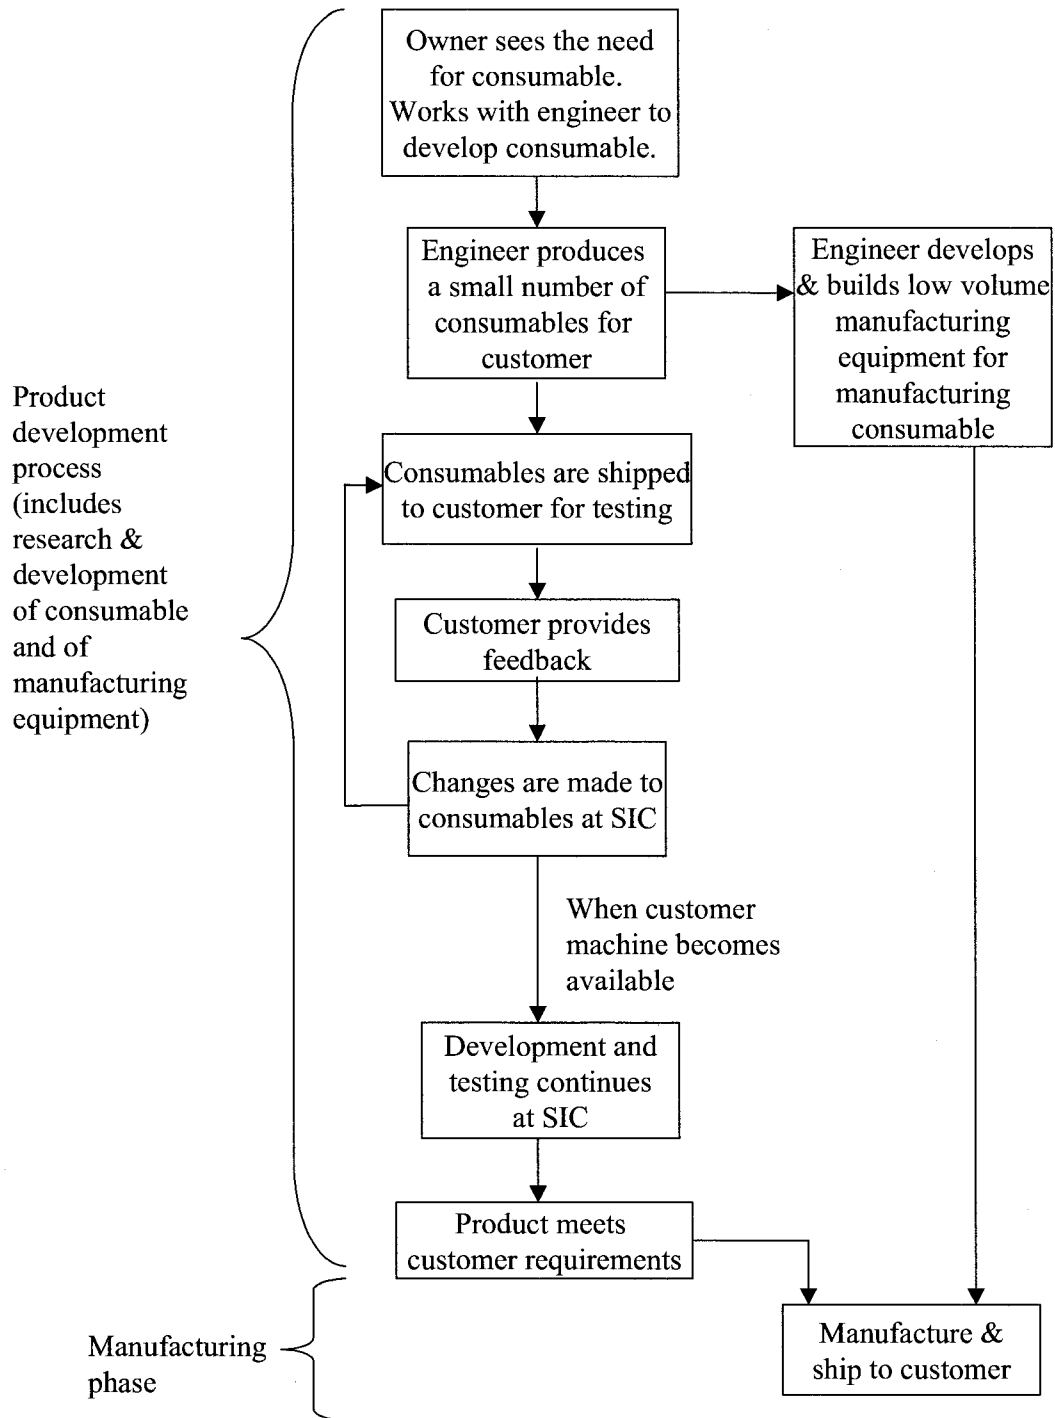 Owner sees the need
for consumable.
Works with engineer to
develop consumable.
Engineer produces
a small number of
consumables for
customer
Engineer develops
& builds low volume
manufacturing
equipment for
manufacturing
consumable
Product
development
process
(includes
research &
development
of consumable
and of
manufacturing
equipment)
Consumables are shipped
to customer for testing
Customer provides
feedback
Changes are made to
consumables at SIC
When customer
machine becomes
available
Development and
testing continues
at SIC
Product meets
customer requirements
Manufacturing
phase
Manufacture &
ship to customer